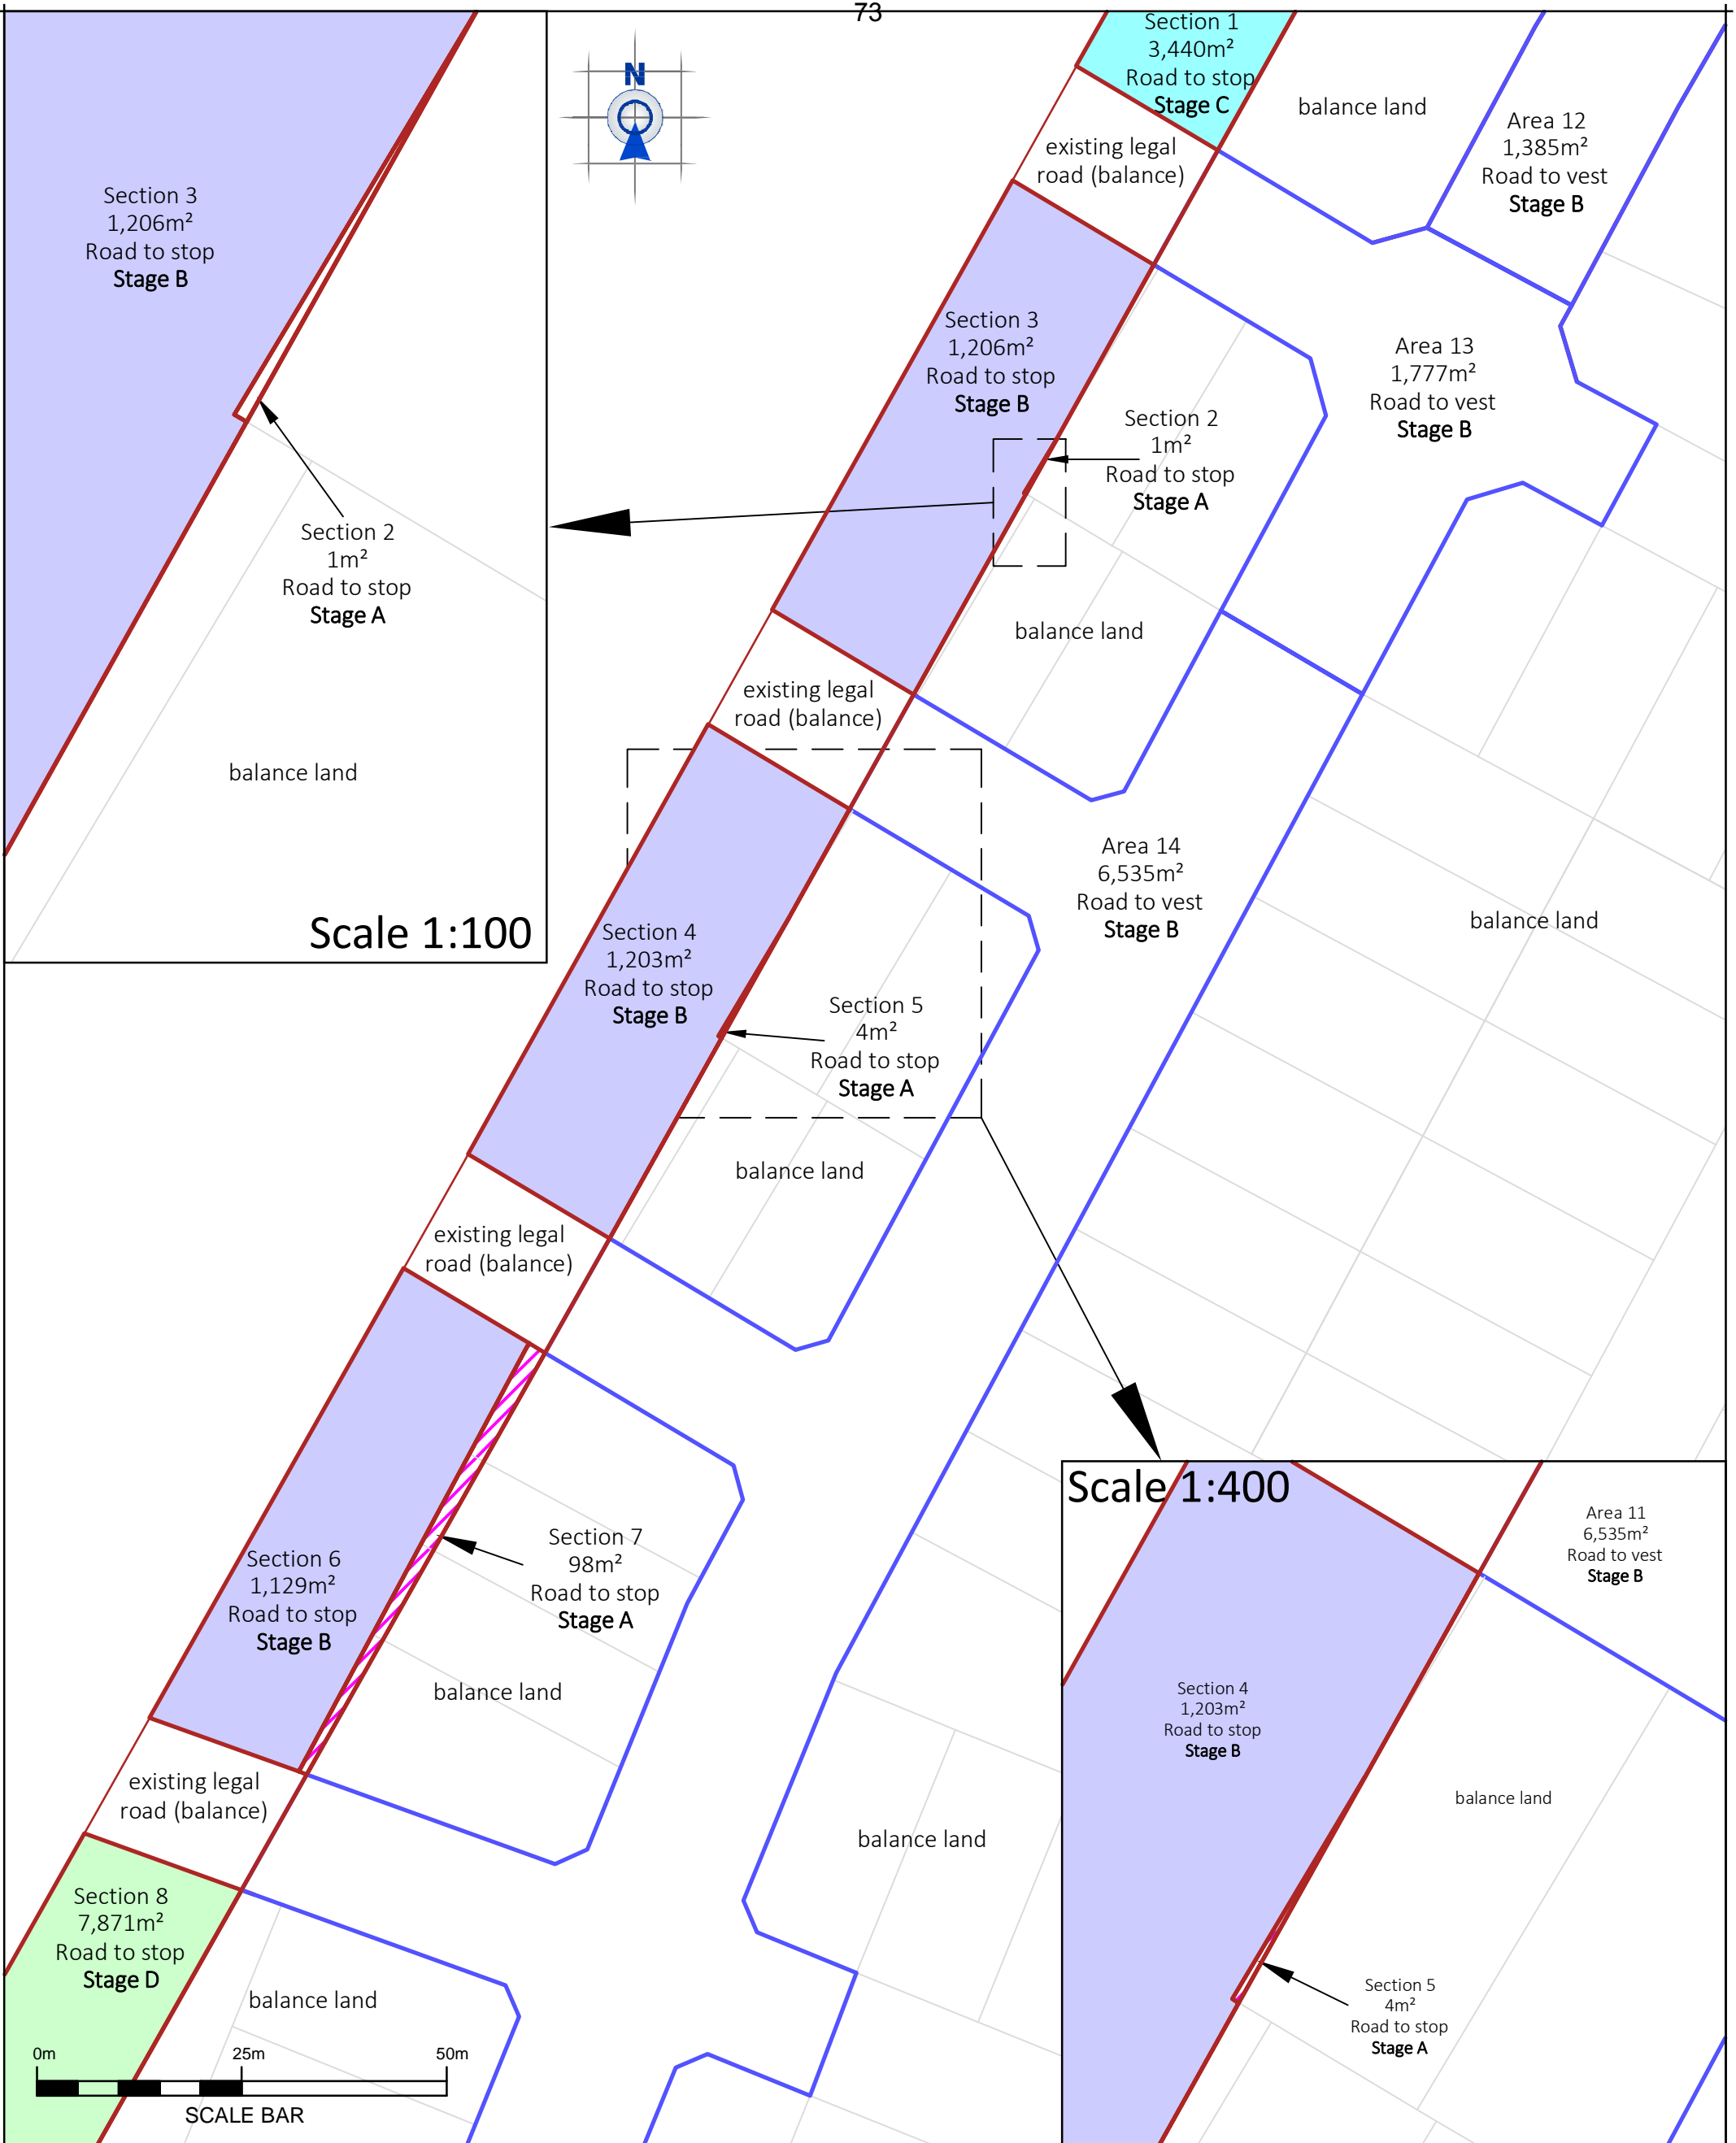 73
N
Section 3
1,206m²
Road to stop
Stage B
Section 2
1m²
Road to stop
Stage A
balance land
Scale 1:100
Section 1
3,440m²
Road to stop
Stage C
balance land
Area 12
1,385m²
Road to vest
Stage B
existing legal
road (balance)
Section 3
1,206m²
Road to stop
Stage B
Area 13
1,777m²
Road to vest
Stage B
Section 2
1m²
Road to stop
Stage A
balance land
existing legal
road (balance)
Area 14
6,535m²
Road to vest
Stage B
balance land
Section 4
1,203m²
Road to stop
Stage B
Section 5
4m²
Road to stop
Stage A
balance land
existing legal
road (balance)
Section 6
1,129m²
Road to stop
Stage B
Section 7
98m²
Road to stop
Stage A
balance land
existing legal
road (balance)
balance land
Section 8
7,871m²
Road to stop
Stage D
balance land
0m
25m
50m
SCALE BAR
Scale 1:400
Area 11
6,535m²
Road to vest
Stage B
Section 4
1,203m²
Road to stop
Stage B
balance land
Section 5
4m²
Road to stop
Stage A